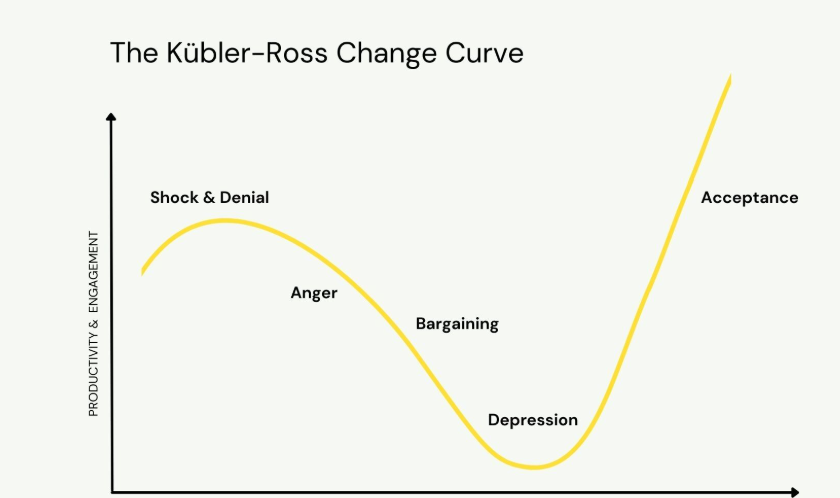 The Kübler-Ross Change Curve
Shock & Denial
Acceptance
PRODUCTIVITY & ENGAGEMENT
Anger
Bargaining
Depression